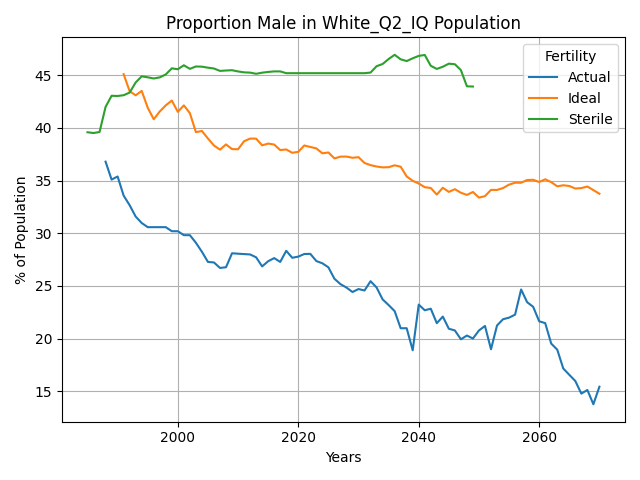 Proportion Male in White_Q2_IQ Population
% of Population
45
40
35
30
25
20
15
2000
2020
2040
2060
Years
Fertility
Actual
Ideal
Sterile